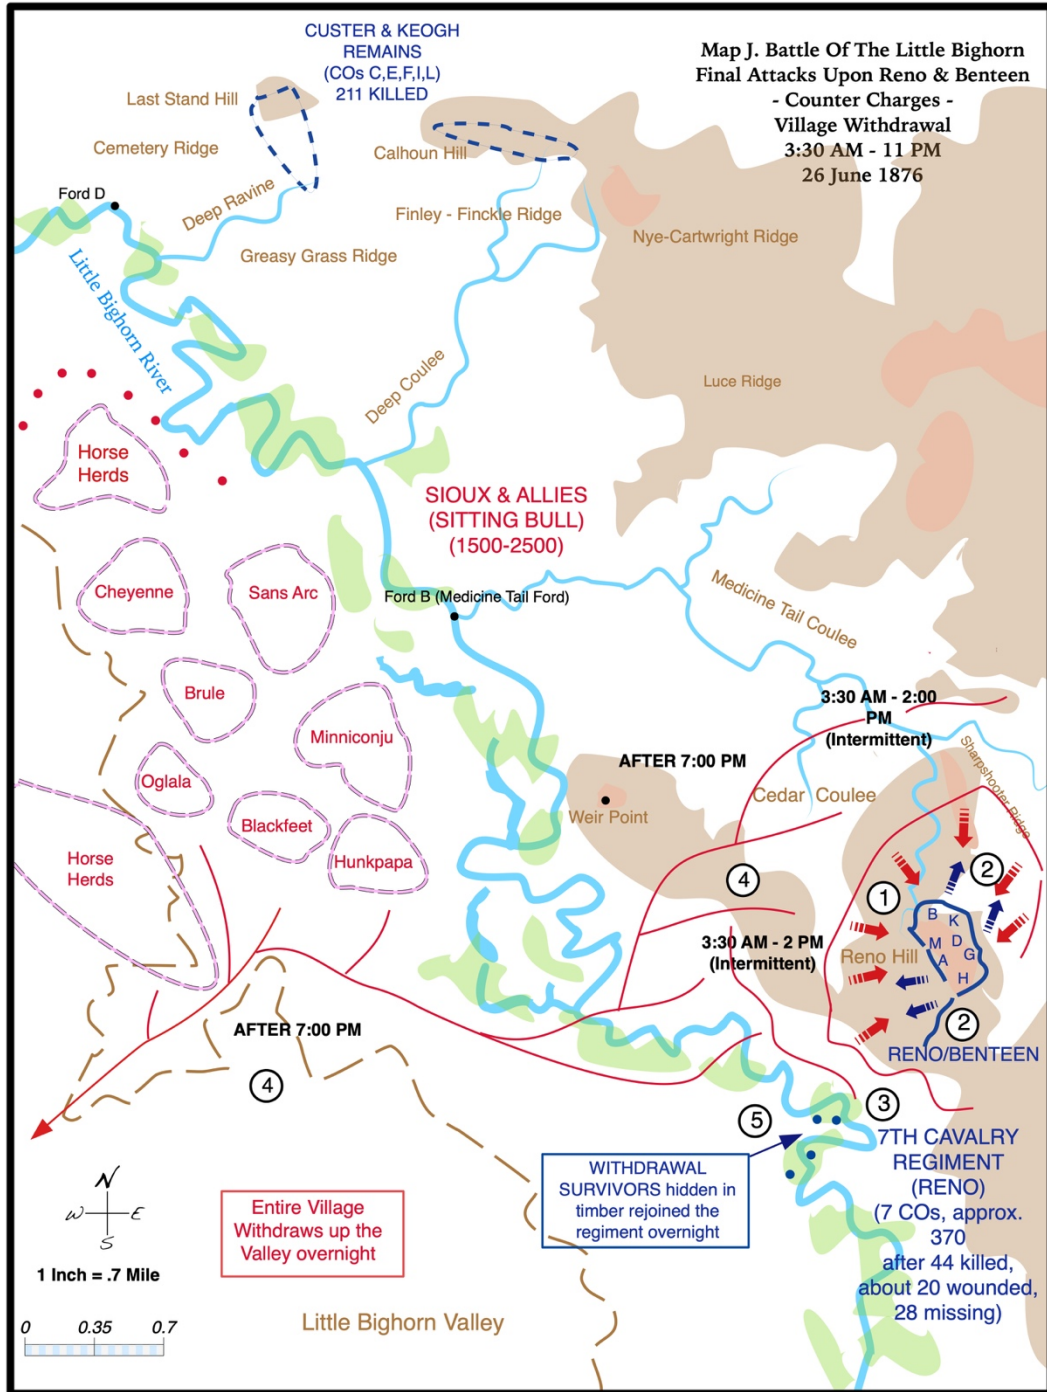 CUSTER & KEOGH
REMAINS
(COs C,E,F,I,L)
211 KILLED
Map J. Battle Of The Little Bighorn
Final Attacks Upon Reno & Benteen
- Counter Charges -
Village Withdrawal
3:30 AM - 11 PM
26 June 1876
Last Stand Hill
Cemetery Ridge
Calhoun Hill
Ford D
Deep Ravine
Finley - Finckle Ridge
Nye-Cartwright Ridge
Greasy Grass Ridge
Little Bighorn River
Deep Coulee
Luce Ridge
Horse
Herds
SIOUX & ALLIES
(SITTING BULL)
(1500-2500)
Cheyenne
Sans Arc
Ford B (Medicine Tail Ford)
Medicine Tail Coulee
Brule
Minniconju
3:30 AM - 2:00
PM
(Intermittent)
Sharpshooter Ridge
AFTER 7:00 PM
Oglala
Cedar Coulee
Weir Point
Blackfeet
Hunkpapa
Horse
Herds
4
1
2
B
K
M
D
G
A
H
Reno Hill
3:30 AM - 2 PM
(Intermittent)
2
RENO/BENTEEN
AFTER 7:00 PM
4
5
3
7TH CAVALRY
REGIMENT
(RENO)
(7 COs, approx.
370
after 44 killed,
about 20 wounded,
28 missing)
WITHDRAWAL
SURVIVORS hidden in
timber rejoined the
regiment overnight
N
W
E
S
Entire Village
Withdraws up the
Valley overnight
1 Inch = .7 Mile
Little Bighorn Valley
0 0.35 0.7